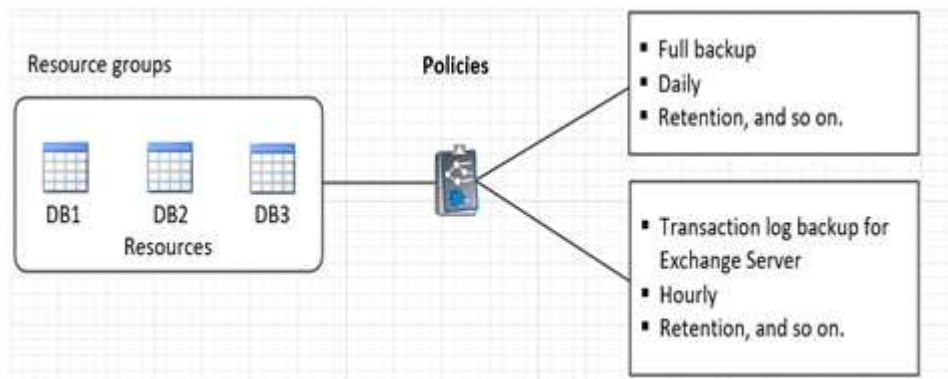 Resource groups
DB1 DB2 DB3
Resources
Policies
▪ Full backup
▪ Daily
▪ Retention, and so on.
▪ Transaction log backup for
Exchange Server
▪ Hourly
▪ Retention, and so on.